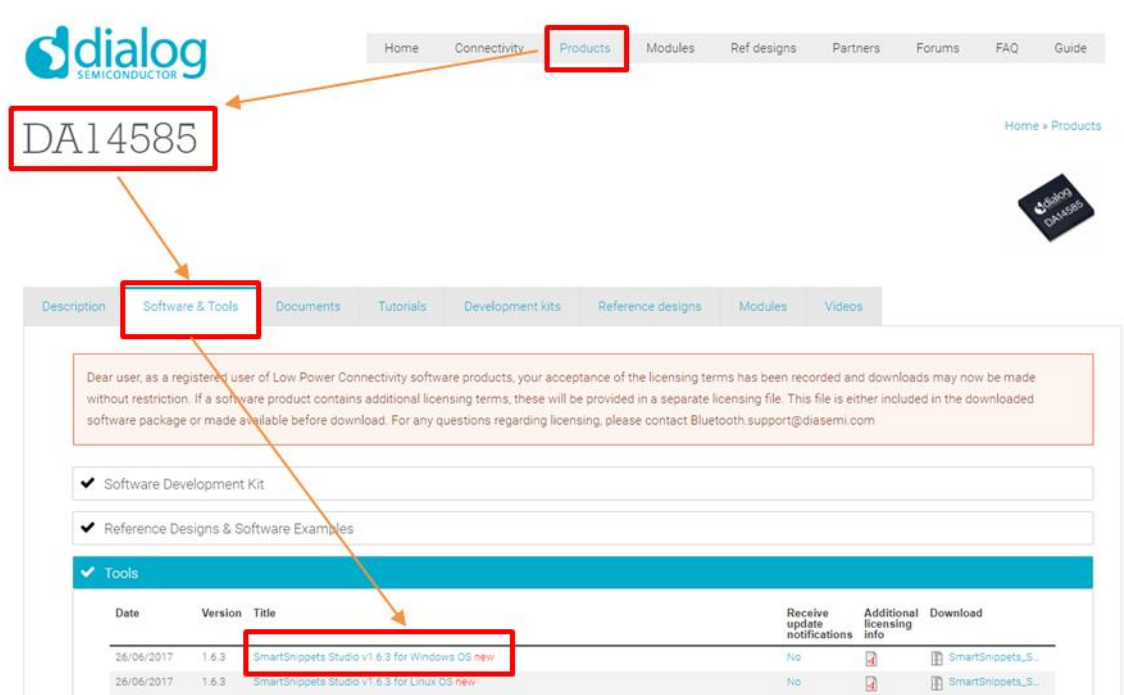 dialog
SEMICONDUCTOR
Home Connectivity Products Modules Ref designs Partners Forums FAQ Guide
DA14585
Home » Products
dialog
DA14585
Description Software & Tools Documents Tutorials Development kits Reference designs Modules Videos
Dear user, as a registered user of Low Power Connectivity software products, your acceptance of the licensing terms has been recorded and downloads may now be made
without restriction. If a software product contains additional licensing terms, these will be provided in a separate licensing file. This file is either included in the downloaded
software package or made available before download. For any questions regarding licensing, please contact Bluetooth.support@diasemi.com
Software Development Kit
Reference Designs & Software Examples
Tools
Date Version Title Receive update notifications Additional licensing info Download
26/06/2017 1.6.3 SmartSnippets Studio v1.6.3 for Windows OS new No SmartSnippets_S...
26/06/2017 1.6.3 SmartSnippets Studio v1.6.3 for Linux OS new No SmartSnippets_S...